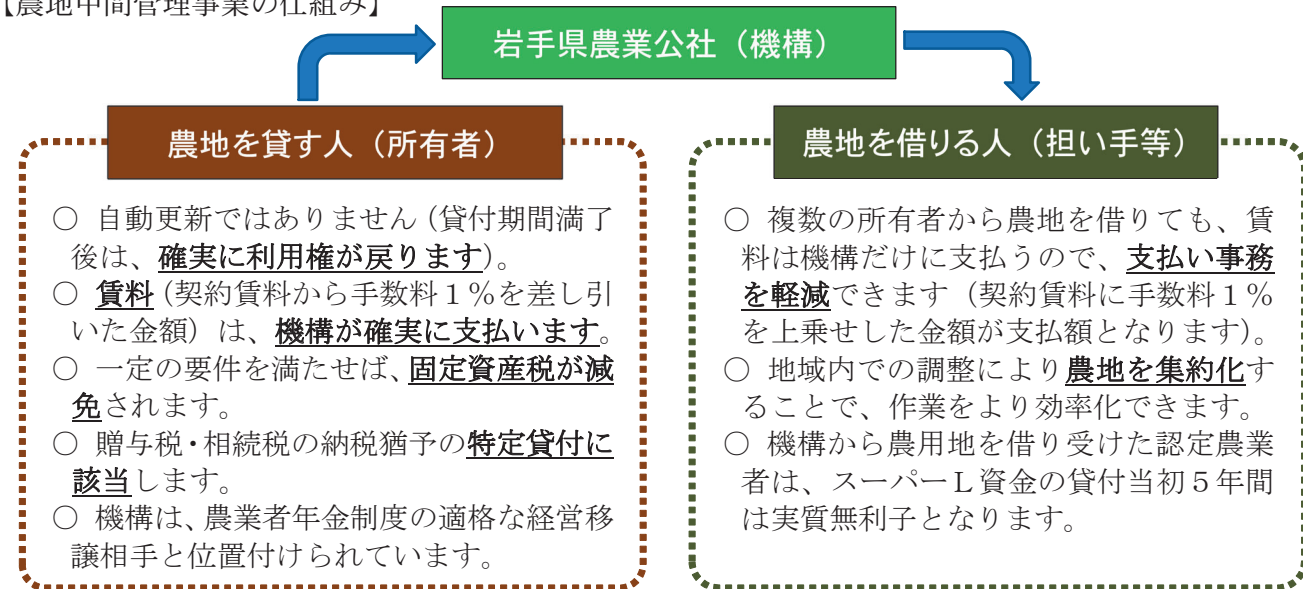 【農地中間管理事業の仕組み】
岩手県農業公社（機構）
農地を貸す人（所有者）
○ 自動更新ではありません（貸付期間満了
後は、確実に利用権が戻ります）。
○ 賃料（契約賃料から手数料１％を差し引
いた金額）は、機構が確実に支払います。
○ 一定の要件を満たせば、固定資産税が減
免されます。
○ 贈与税・相続税の納税猶予の特定貸付に
該当します。
○ 機構は、農業者年金制度の適格な経営移
譲相手と位置付けられています。
農地を借りる人（担い手等）
○ 複数の所有者から農地を借りても、賃
料は機構だけに支払うので、支払い事務
を軽減できます（契約賃料に手数料１％
を上乗せした金額が支払額となります）。
○ 地域内での調整により農地を集約化す
ることで、作業をより効率化できます。
○ 機構から農用地を借り受けた認定農業
者は、スーパーＬ資金の貸付当初５年間
は実質無利子となります。